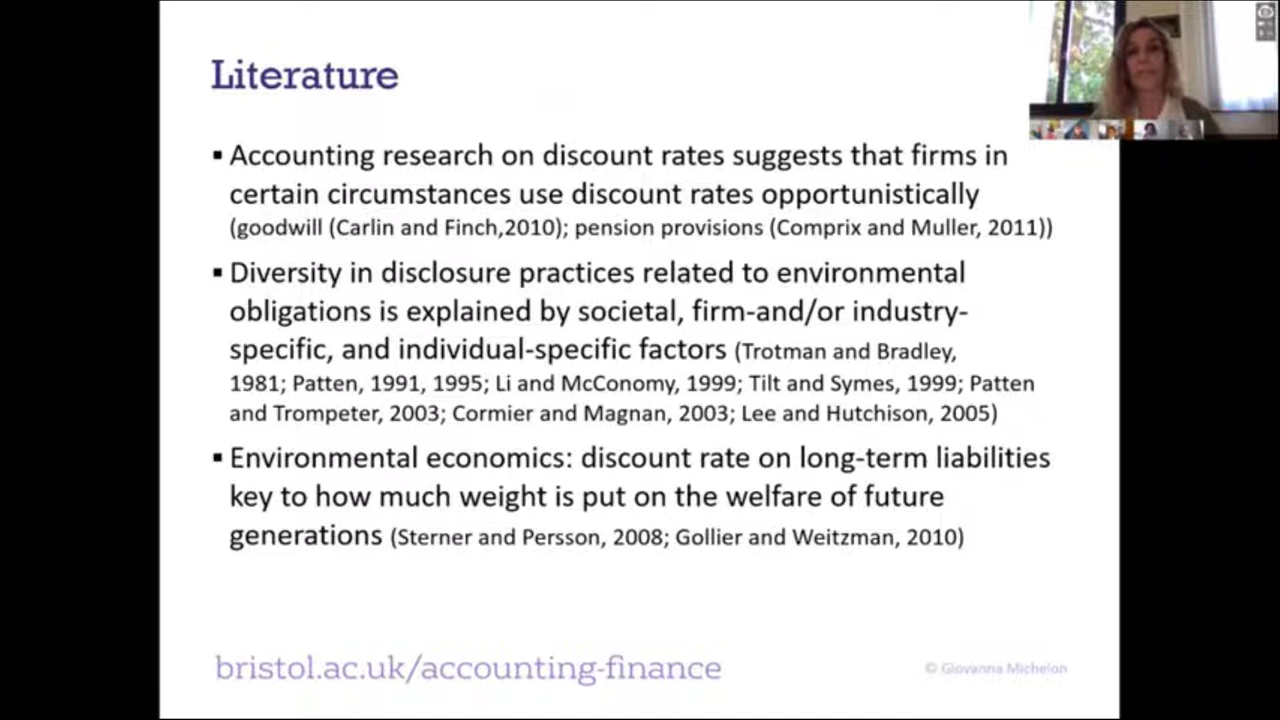 Literature
▪ Accounting research on discount rates suggests that firms in
certain circumstances use discount rates opportunistically
(goodwill (Carlin and Finch,2010); pension provisions (Comprix and Muller, 2011))
▪ Diversity in disclosure practices related to environmental
obligations is explained by societal, firm-and/or industry-
specific, and individual-specific factors (Trotman and Bradley,
1981; Patten, 1991, 1995; Li and McConomy, 1999; Tilt and Symes, 1999; Patten
and Trompeter, 2003; Cormier and Magnan, 2003; Lee and Hutchison, 2005)
▪ Environmental economics: discount rate on long-term liabilities
key to how much weight is put on the welfare of future
generations (Sterner and Persson, 2008; Gollier and Weitzman, 2010)
bristol.ac.uk/accounting-finance
© Giovanna Michelon